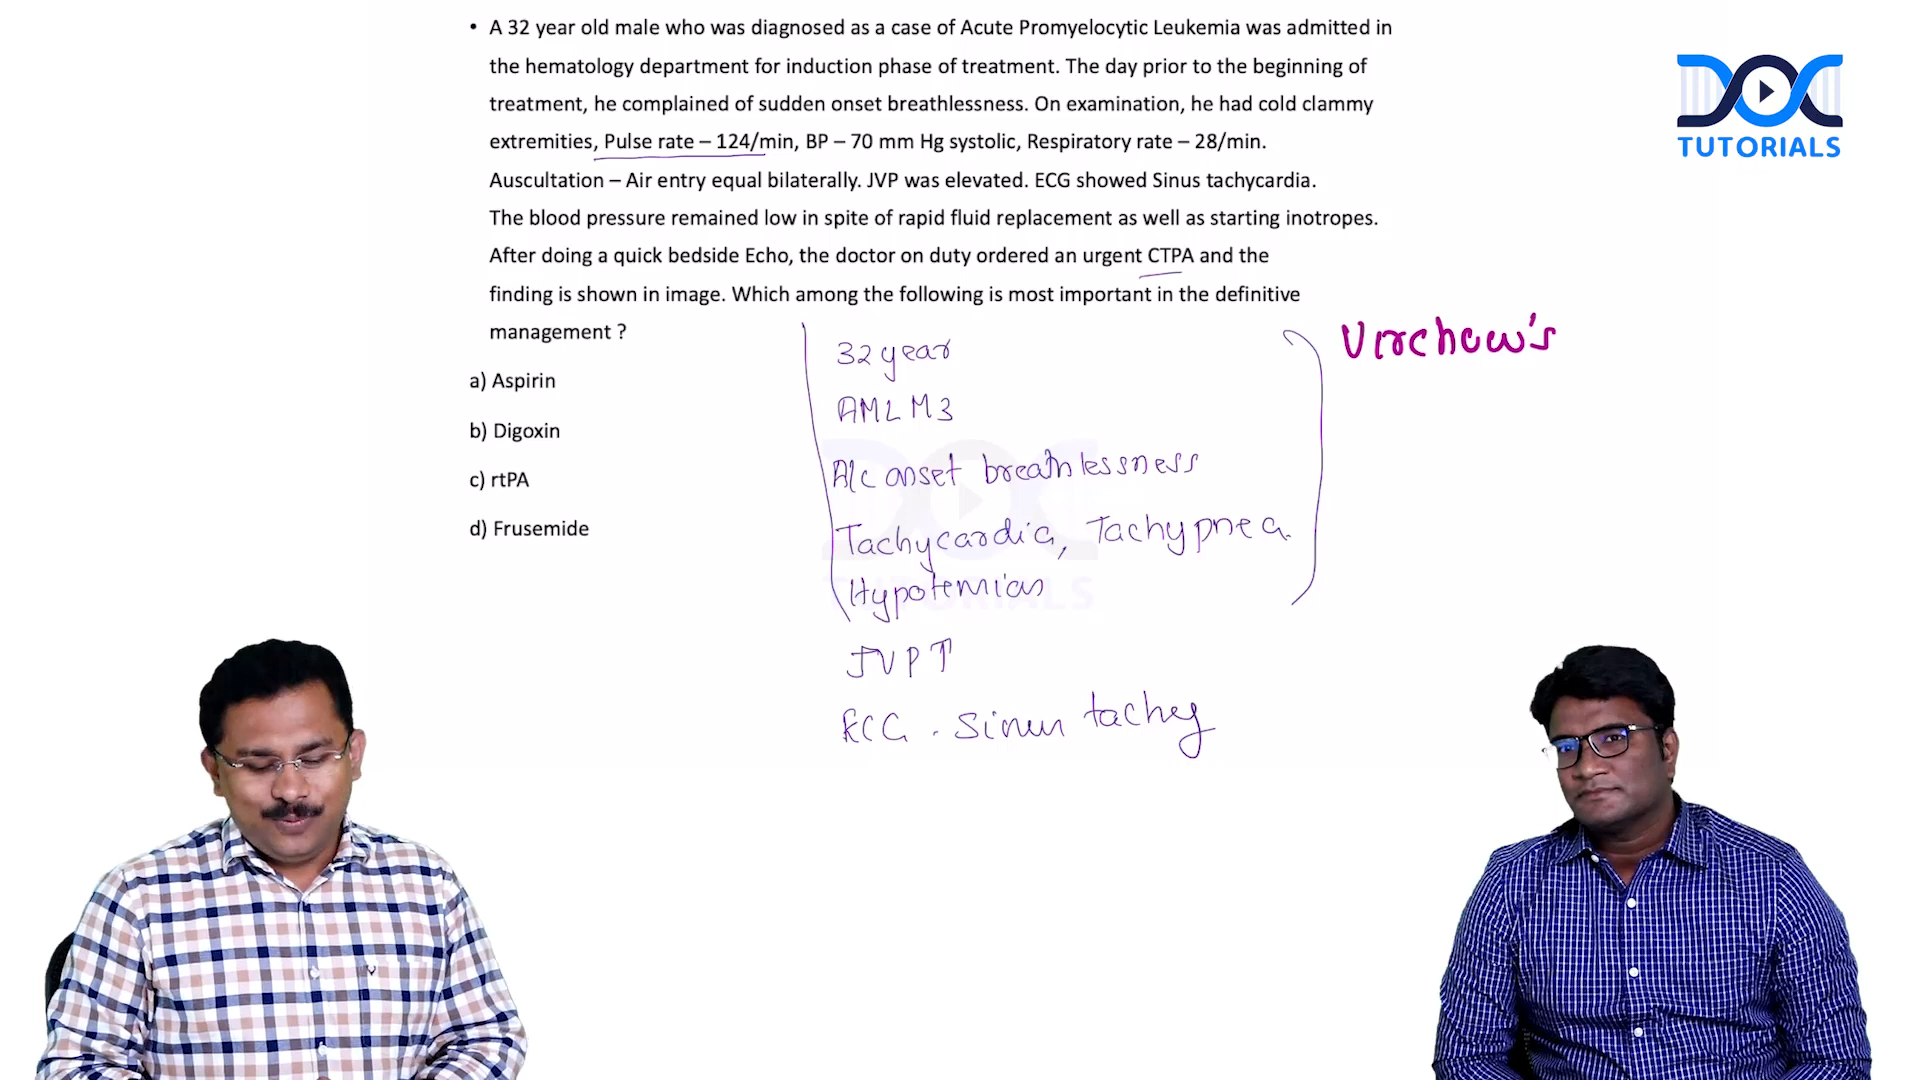 • A 32 year old male who was diagnosed as a case of Acute Promyelocytic Leukemia was admitted in
the hematology department for induction phase of treatment. The day prior to the beginning of
treatment, he complained of sudden onset breathlessness. On examination, he had cold clammy
extremities, Pulse rate – 124/min, BP – 70 mm Hg systolic, Respiratory rate – 28/min.
Auscultation – Air entry equal bilaterally. JVP was elevated. ECG showed Sinus tachycardia.
The blood pressure remained low in spite of rapid fluid replacement as well as starting inotropes.
After doing a quick bedside Echo, the doctor on duty ordered an urgent CTPA and the
finding is shown in image. Which among the following is most important in the definitive
management ?
a) Aspirin
b) Digoxin
c) rtPA
d) Frusemide
32 year
AML M3
A/c onset breathlessness
Tachycardia, Tachypnea.
Hypotension
JVP ↑
ECG . Sinus tachy
Virchow's
DOC
TUTORIALS
DOC
TUTORIALS